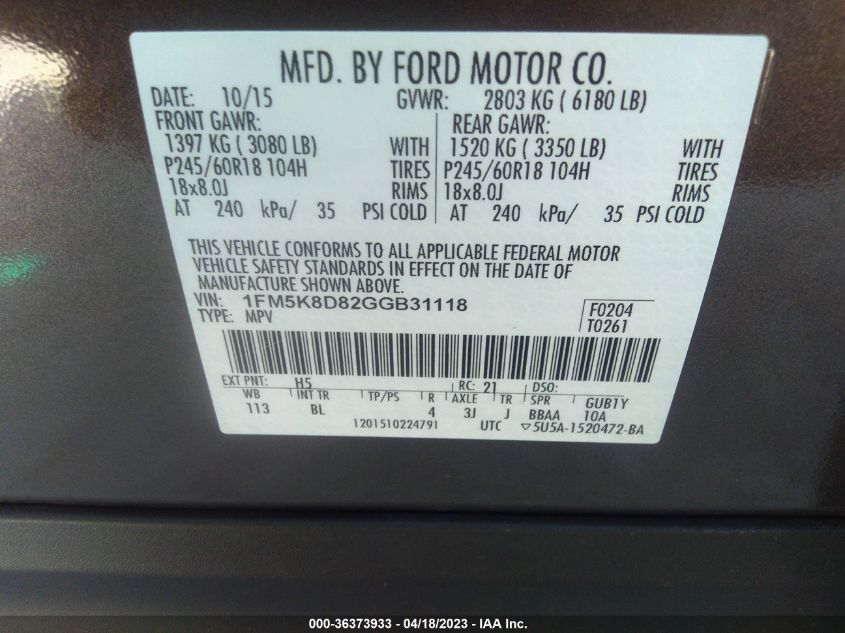 MFD. BY FORD MOTOR CO.
DATE: 10/15 GVWR: 2803 KG ( 6180 LB)
FRONT GAWR: REAR GAWR:
1397 KG ( 3080 LB) WITH 1520 KG ( 3350 LB) WITH
P245/60R18 104H TIRES P245/60R18 104H TIRES
18x8.0J RIMS 18x8.0J RIMS
AT 240 kPa/ 35 PSI COLD AT 240 kPa/ 35 PSI COLD
THIS VEHICLE CONFORMS TO ALL APPLICABLE FEDERAL MOTOR
VEHICLE SAFETY STANDARDS IN EFFECT ON THE DATE OF
MANUFACTURE SHOWN ABOVE.
VIN: 1FM5K8D82GGB31118 F0204
TYPE: MPV T0261
EXT PNT: H5 RC: 21 DSO:
WB INT TR TP/PS R AXLE TR SPR GUB1Y
113 BL 4 3J J BBAA 10A
1201510224791 UTC ▽5U5A-1520472-BA
000-36373933 - 04/18/2023 - IAA Inc.